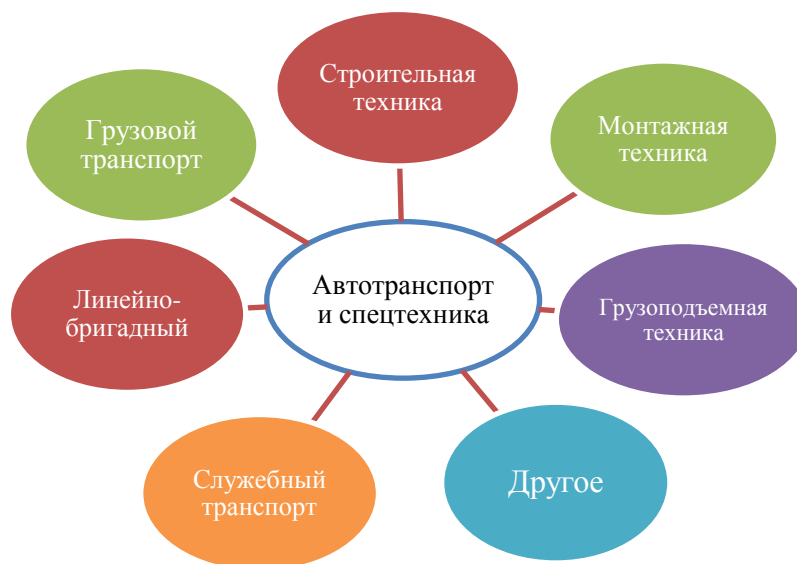 Строительная
техника
Грузовой
транспорт
Монтажная
техника
Линейно-
бригадный
Автотранспорт
и спецтехника
Грузоподъемная
техника
Служебный
транспорт
Другое